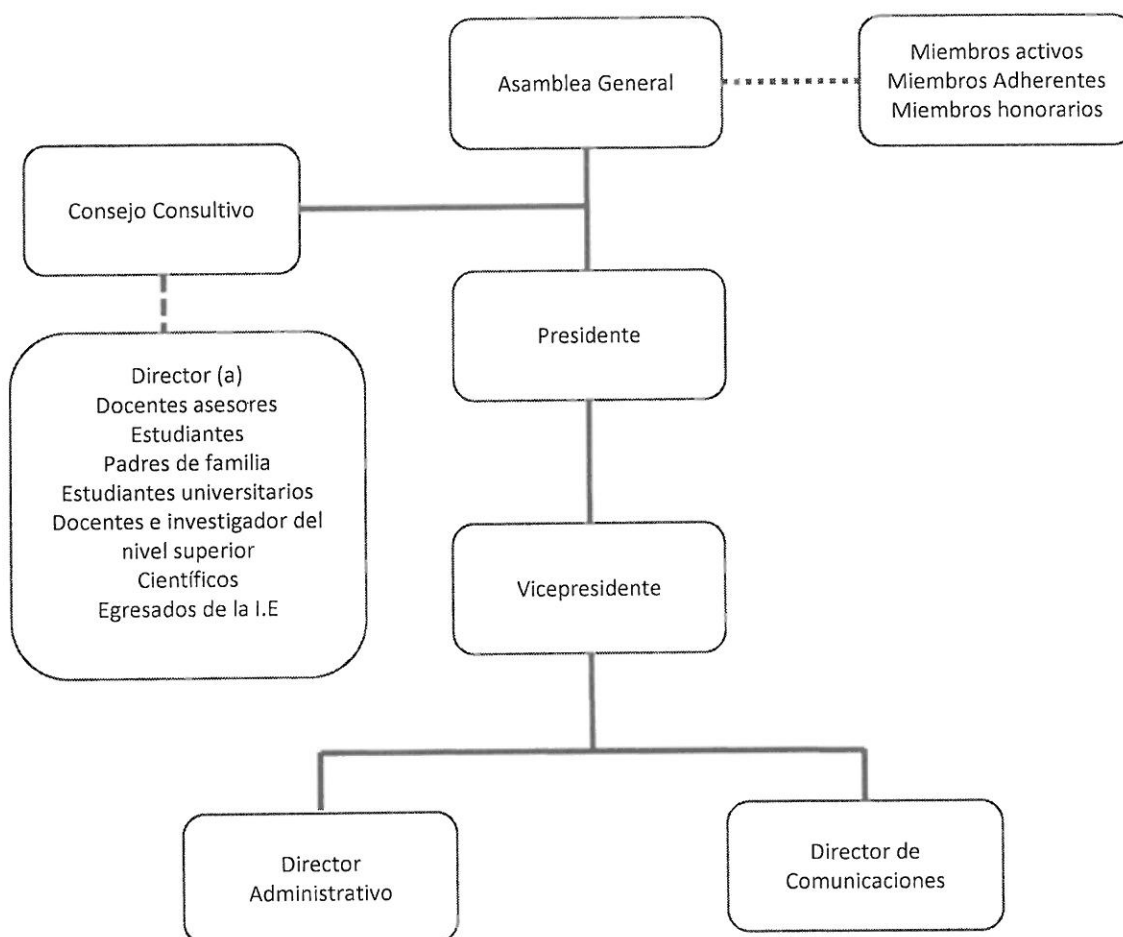 Asamblea General
Miembros activos
Miembros Adherentes
Miembros honorarios
Consejo Consultivo
Presidente
Director (a)
Docentes asesores
Estudiantes
Padres de familia
Estudiantes universitarios
Docentes e investigador del
nivel superior
Científicos
Egresados de la I.E
Vicepresidente
Director
Administrativo
Director de
Comunicaciones